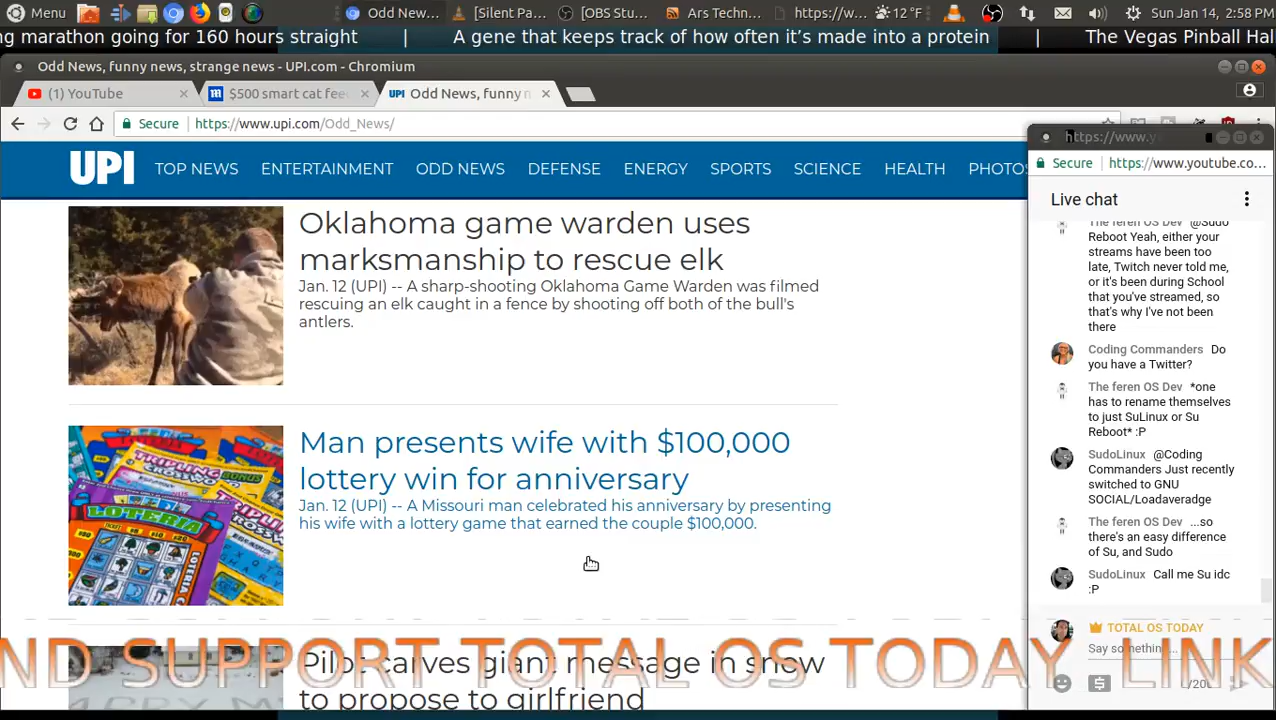 Menu
Odd New...
[Silent Pa...
[OBS Stu...
Ars Techn...
https://w...
12 °F
Sun Jan 14, 2:58 PM
ng marathon going for 160 hours straight | A gene that keeps track of how often it's made into a protein | The Vegas Pinball Hall
Odd News, funny news, strange news - UPI.com - Chromium
(1) YouTube
$500 smart cat fee
UPI Odd News, funny n
Secure https://www.upi.com/Odd_News/
UPI TOP NEWS ENTERTAINMENT ODD NEWS DEFENSE ENERGY SPORTS SCIENCE HEALTH PHOTOS
Oklahoma game warden uses
marksmanship to rescue elk
Jan. 12 (UPI) -- A sharp-shooting Oklahoma Game Warden was filmed
rescuing an elk caught in a fence by shooting off both of the bull's
antlers.
TRIPLING
BONUS
CROSSWORD
LOTERIA
Man presents wife with $100,000
lottery win for anniversary
Jan. 12 (UPI) -- A Missouri man celebrated his anniversary by presenting
his wife with a lottery game that earned the couple $100,000.
Pilot carves giant message in snow
to propose to girlfriend
https://www.y
Secure https://www.youtube.co...
Live chat
The feren OS Dev @Sudo
Reboot Yeah, either your
streams have been too
late, Twitch never told me,
or it's been during School
that you've streamed, so
that's why I've not been
there
Coding Commanders Do
you have a Twitter?
The feren OS Dev *one
has to rename themselves
to just SuLinux or Su
Reboot* :P
SudoLinux @Coding
Commanders Just recently
switched to GNU
SOCIAL/Loadaveradge
The feren OS Dev ...so
there's an easy difference
of Su, and Sudo
SudoLinux Call me Su idc
:P
TOTAL OS TODAY
Say something...
0/200
ND SUPPORT TOTAL OS TODAY LINK